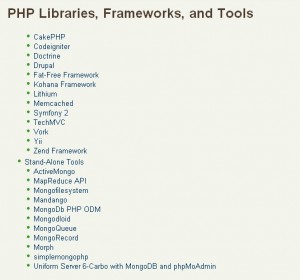 PHP Libraries, Frameworks, and Tools
CakePHP
Codeigniter
Doctrine
Drupal
Fat-Free Framework
Kohana Framework
Lithium
Memcached
Symfony 2
TechMVC
Vork
Yii
Zend Framework
Stand-Alone Tools
ActiveMongo
MapReduce API
Mongofilesystem
Mandango
MongoDb PHP ODM
Mongodloid
MongoQueue
MongoRecord
Morph
simplemongophp
Uniform Server 6-Carbo with MongoDB and phpMoAdmin